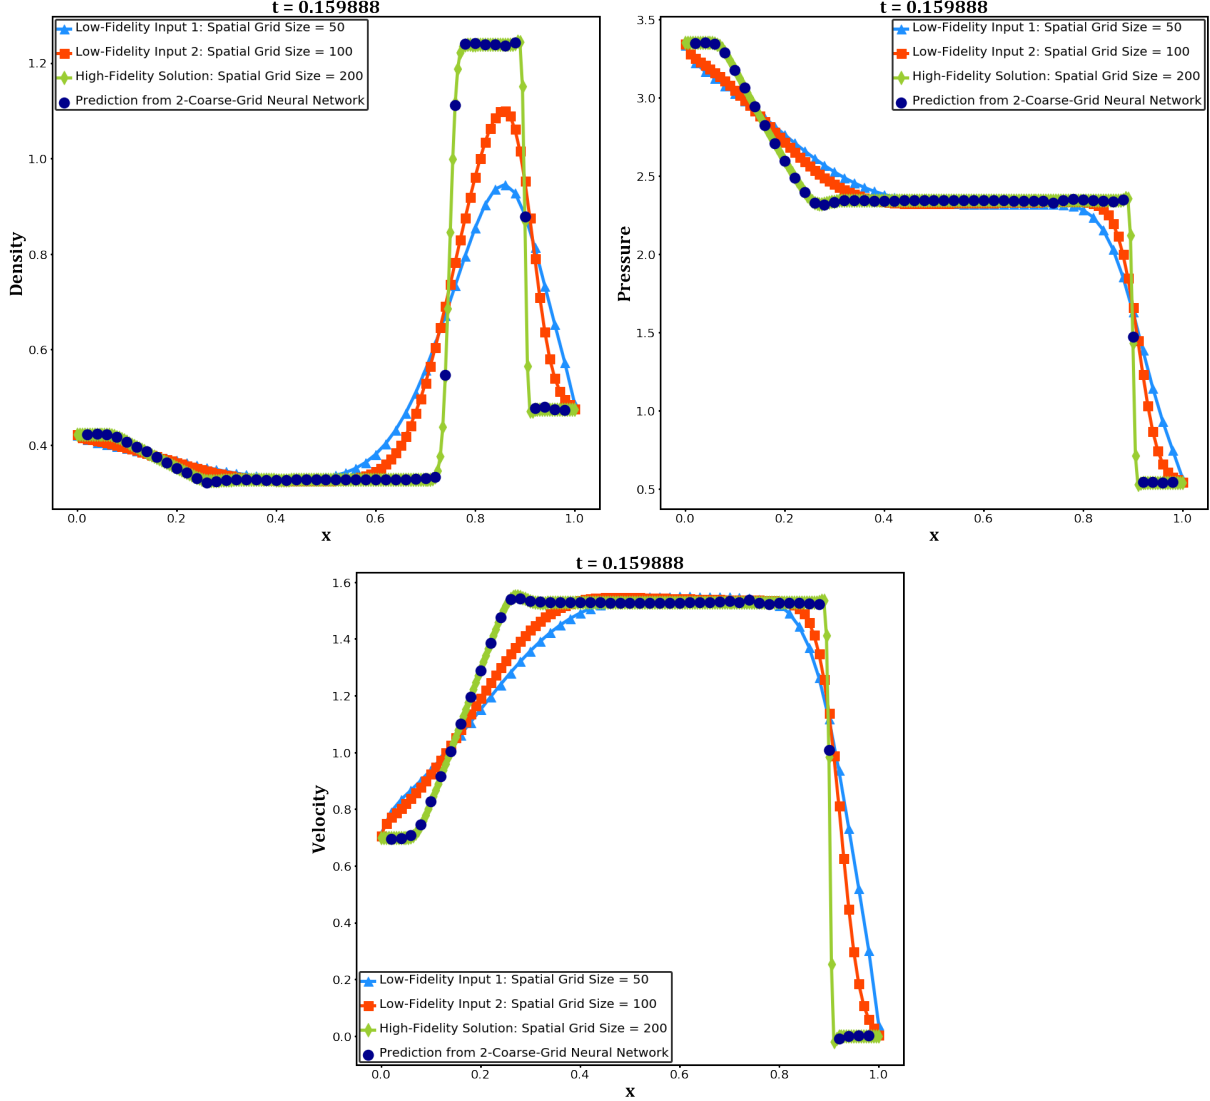 t = 0.159888
Low-Fidelity Input 1: Spatial Grid Size = 50
Low-Fidelity Input 2: Spatial Grid Size = 100
High-Fidelity Solution: Spatial Grid Size = 200
Prediction from 2-Coarse-Grid Neural Network
1.2
1.0
0.8
0.6
0.4
Density
0.0 0.2 0.4 0.6 0.8 1.0
x
t = 0.159888
Low-Fidelity Input 1: Spatial Grid Size = 50
Low-Fidelity Input 2: Spatial Grid Size = 100
High-Fidelity Solution: Spatial Grid Size = 200
Prediction from 2-Coarse-Grid Neural Network
3.5
3.0
2.5
2.0
1.5
1.0
0.5
Pressure
0.0 0.2 0.4 0.6 0.8 1.0
x
t = 0.159888
1.6
1.4
1.2
1.0
0.8
0.6
0.4
0.2
0.0
Velocity
Low-Fidelity Input 1: Spatial Grid Size = 50
Low-Fidelity Input 2: Spatial Grid Size = 100
High-Fidelity Solution: Spatial Grid Size = 200
Prediction from 2-Coarse-Grid Neural Network
0.0 0.2 0.4 0.6 0.8 1.0
x